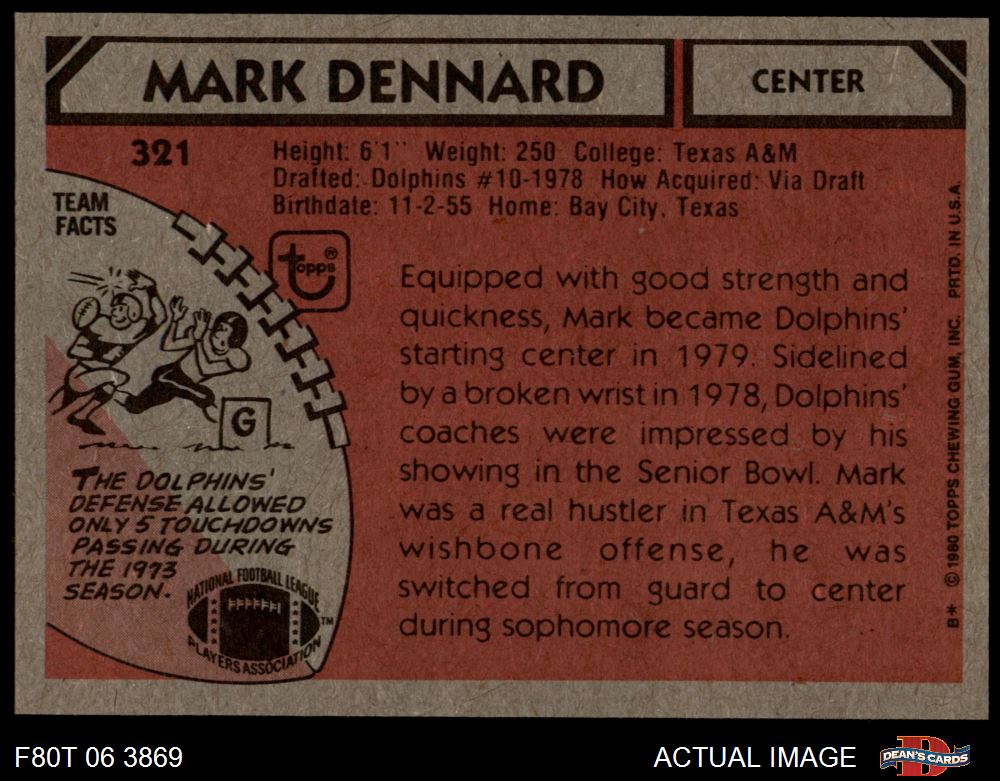 MARK DENNARD
CENTER
321
Height: 6'1" Weight: 250 College: Texas A&M
Drafted: Dolphins #10-1978 How Acquired: Via Draft
Birthdate: 11-2-55 Home: Bay City, Texas
TEAM
FACTS
topps®
G
THE DOLPHINS'
DEFENSE ALLOWED
ONLY 5 TOUCHDOWNS
PASSING DURING
THE 1973
SEASON.
NATIONAL FOOTBALL LEAGUE
PLAYERS ASSOCIATION
TM
Equipped with good strength and
quickness, Mark became Dolphins'
starting center in 1979. Sidelined
by a broken wrist in 1978, Dolphins'
coaches were impressed by his
showing in the Senior Bowl. Mark
was a real hustler in Texas A&M's
wishbone offense, he was
switched from guard to center
during sophomore season.
B* © 1980 TOPPS CHEWING GUM, INC. PRTD. IN U.S.A.
F80T 06 3869
ACTUAL IMAGE
DEAN'S CARDS